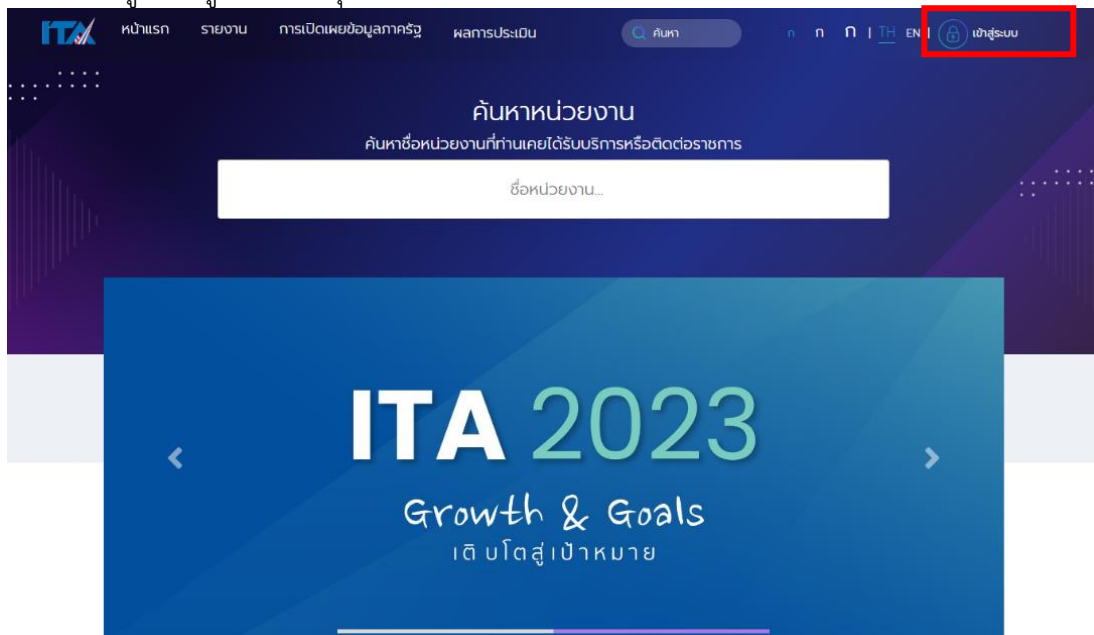 ITA หน้าแรก รายงาน การเปิดเผยข้อมูลภาครัฐ ผลการประเมิน ค้นหา ก ก ก | TH EN | เข้าสู่ระบบ
ค้นหาหน่วยงาน
ค้นหาชื่อหน่วยงานที่ท่านเคยได้รับบริการหรือติดต่อราชการ
ชื่อหน่วยงาน...
ITA 2023
Growth & Goals
เติบโตสู่เป้าหมาย